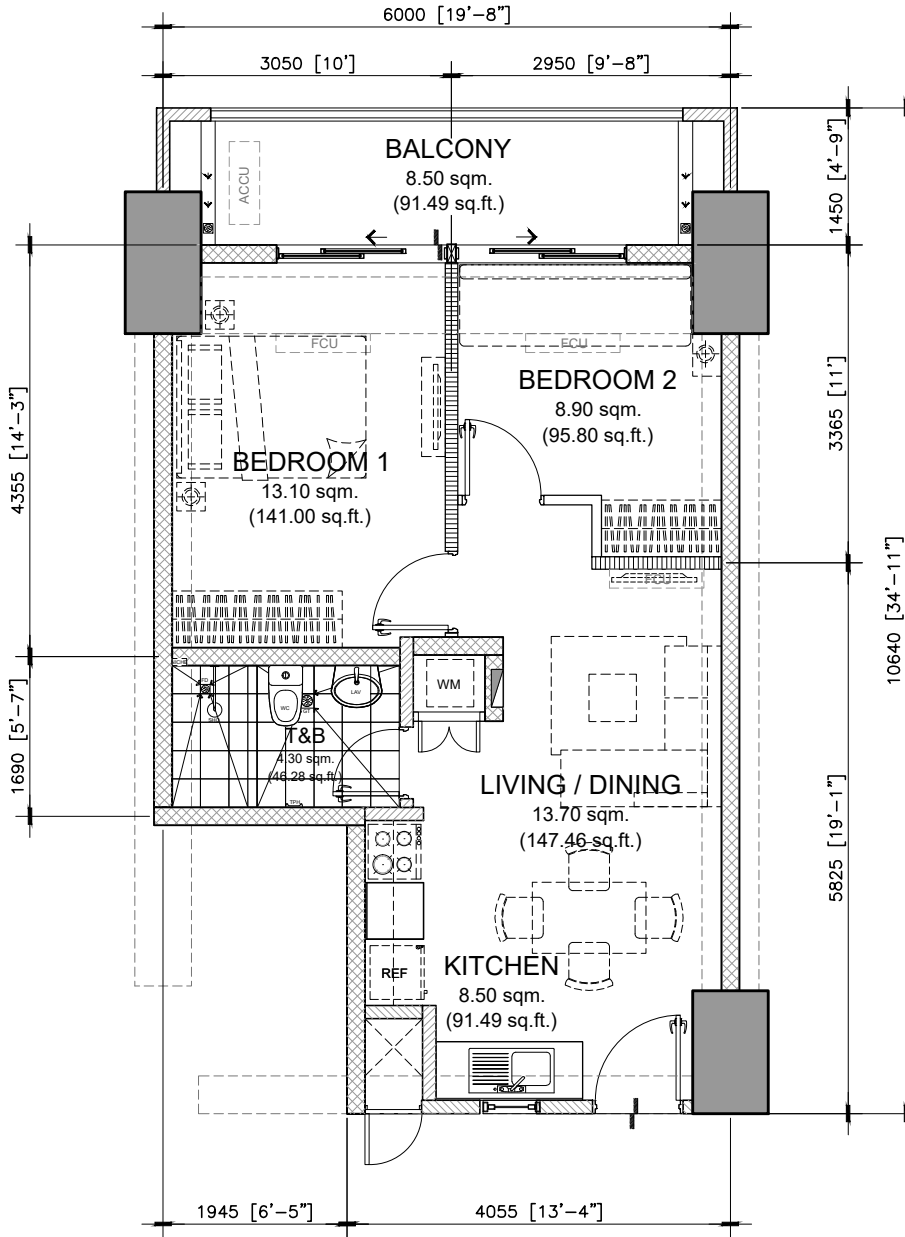 6000 [19'-8"]
3050 [10']
2950 [9'-8"]
BALCONY
8.50 sqm.
(91.49 sq.ft.)
ACCU
1450 [4'-9"]
FCU
FCU
BEDROOM 2
8.90 sqm.
(95.80 sq.ft.)
3365 [11']
4355 [14'-3"]
BEDROOM 1
13.10 sqm.
(141.00 sq.ft.)
FCU
10640 [34'-11"]
WM
FD
LAV
WC
T&B
4.30 sqm.
(46.28 sq.ft.)
TPH
1690 [5'-7"]
LIVING / DINING
13.70 sqm.
(147.46 sq.ft.)
5825 [19'-1"]
REF
KITCHEN
8.50 sqm.
(91.49 sq.ft.)
1945 [6'-5"]
4055 [13'-4"]